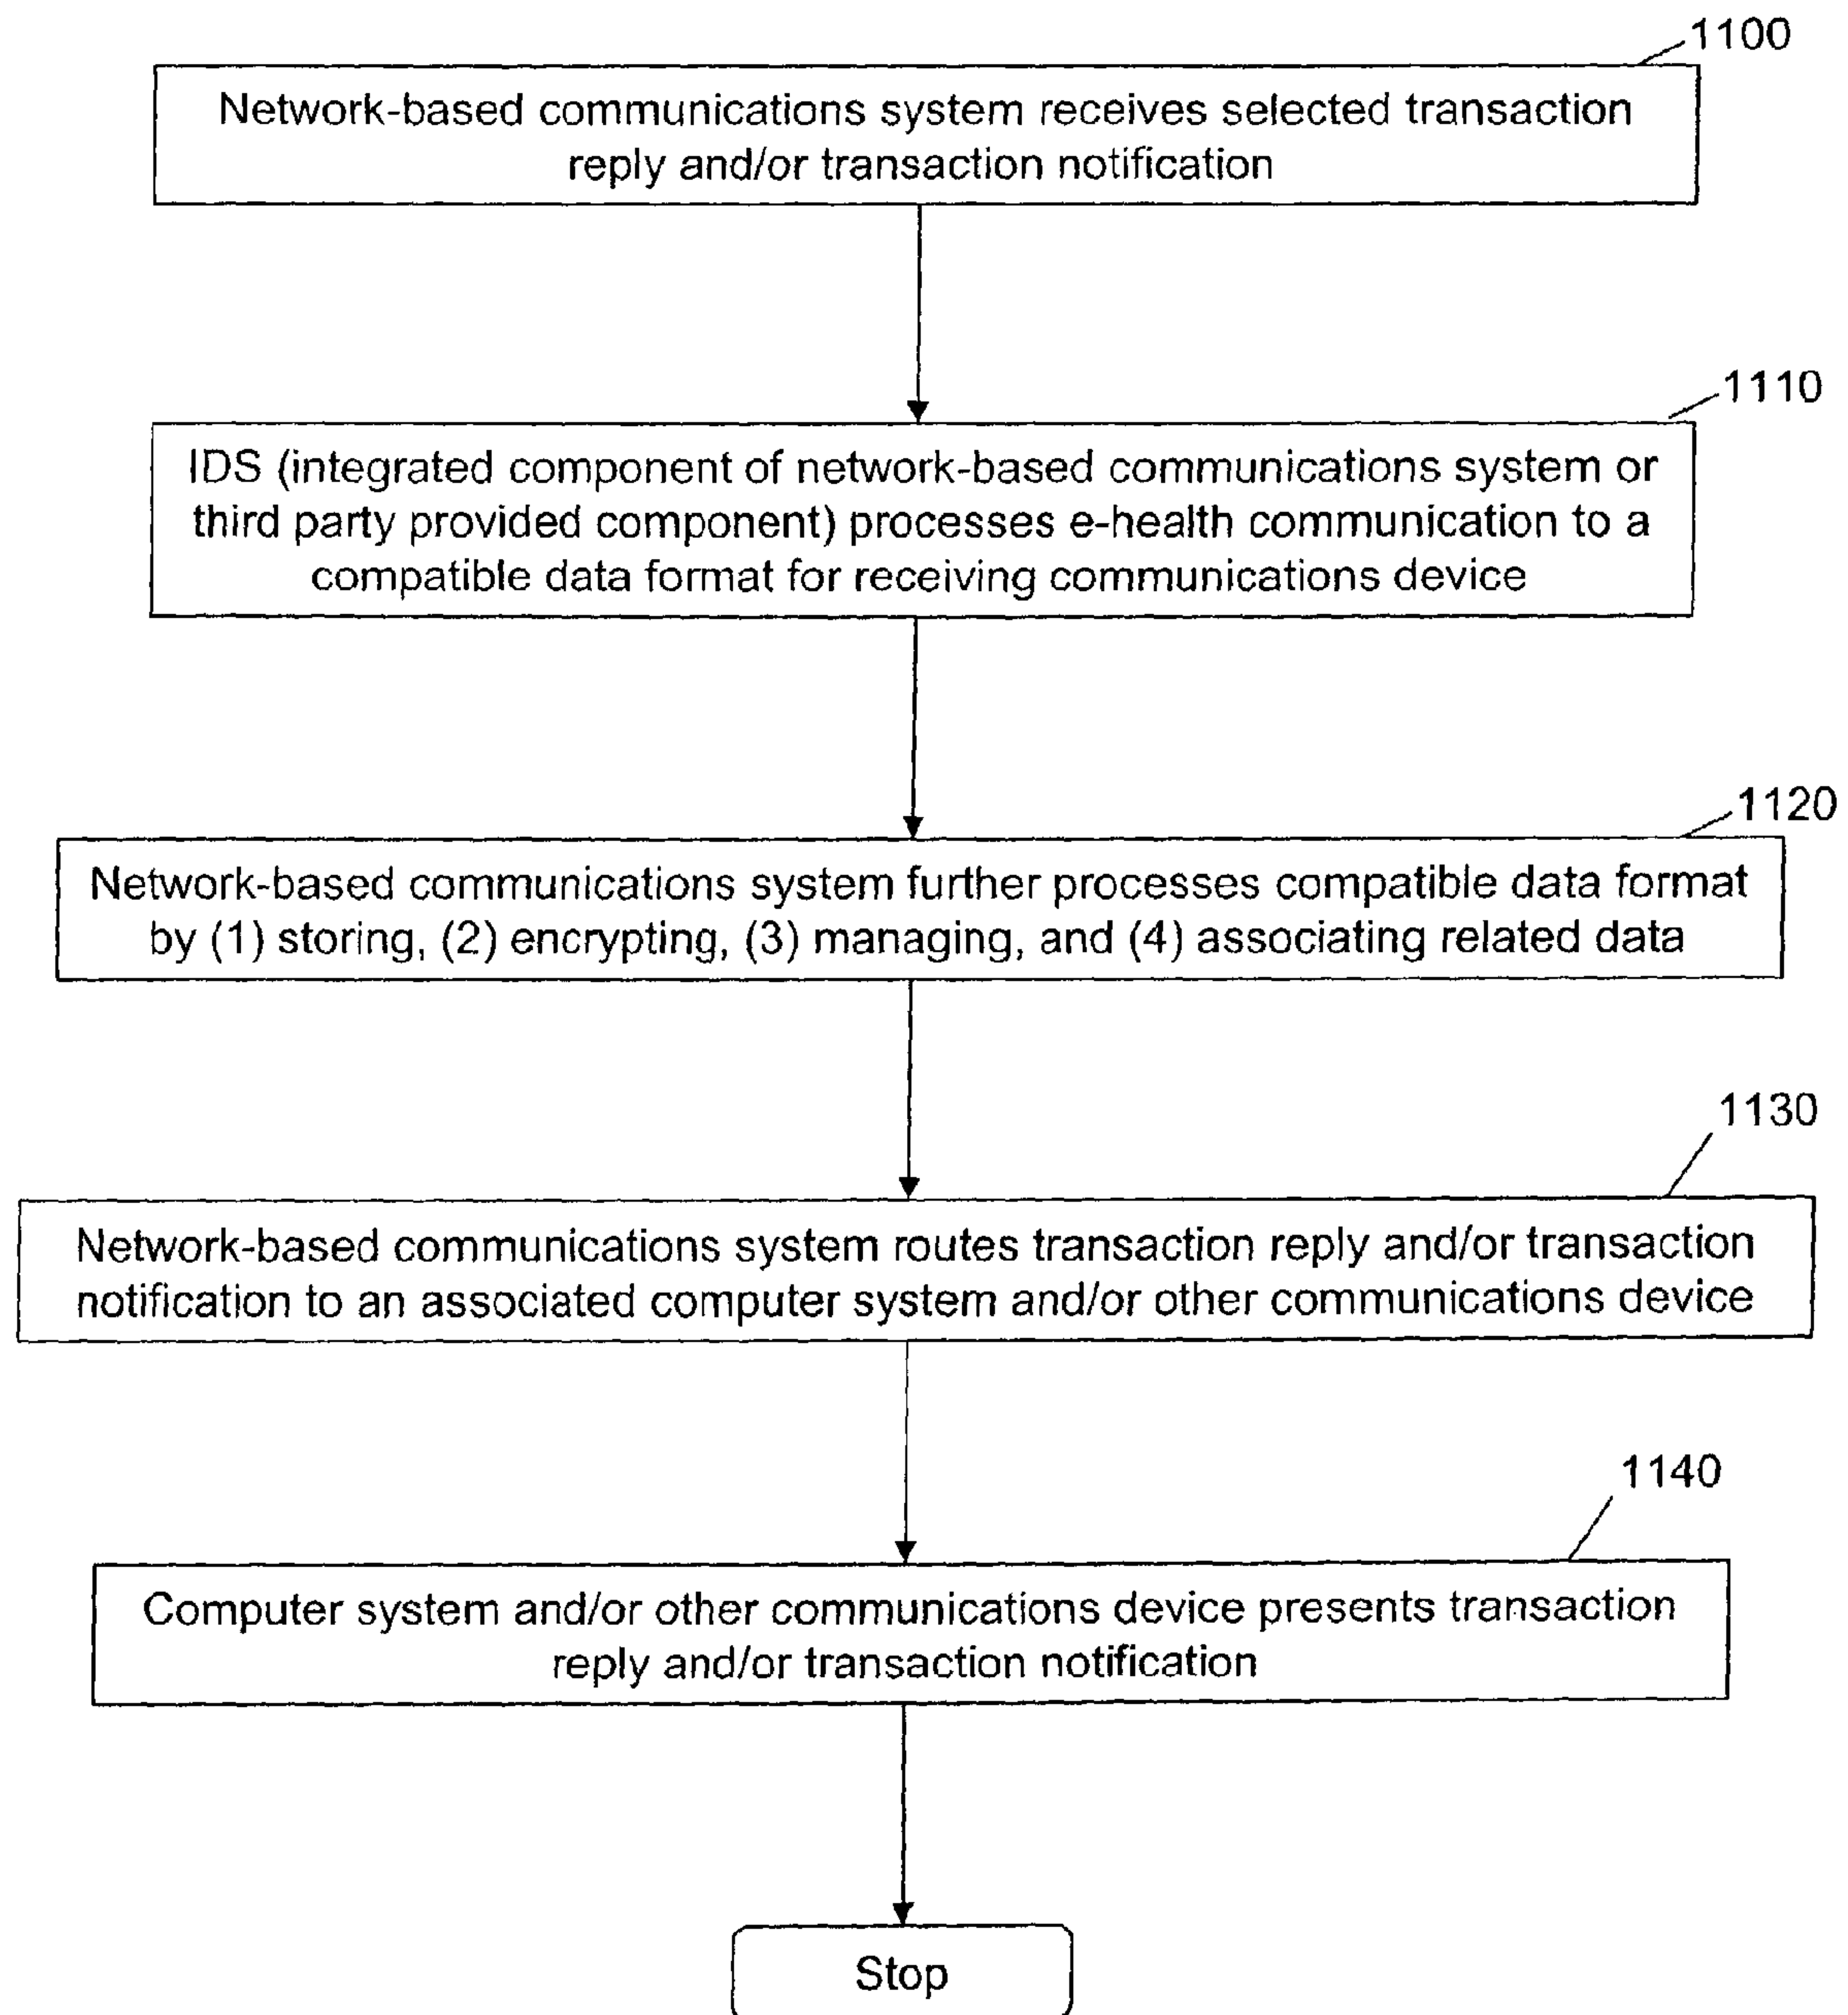 1100
Network-based communications system receives selected transaction
reply and/or transaction notification
1110
IDS (integrated component of network-based communications system or
third party provided component) processes e-health communication to a
compatible data format for receiving communications device
1120
Network-based communications system further processes compatible data format
by (1) storing, (2) encrypting, (3) managing, and (4) associating related data
1130
Network-based communications system routes transaction reply and/or transaction
notification to an associated computer system and/or other communications device
1140
Computer system and/or other communications device presents transaction
reply and/or transaction notification
Stop